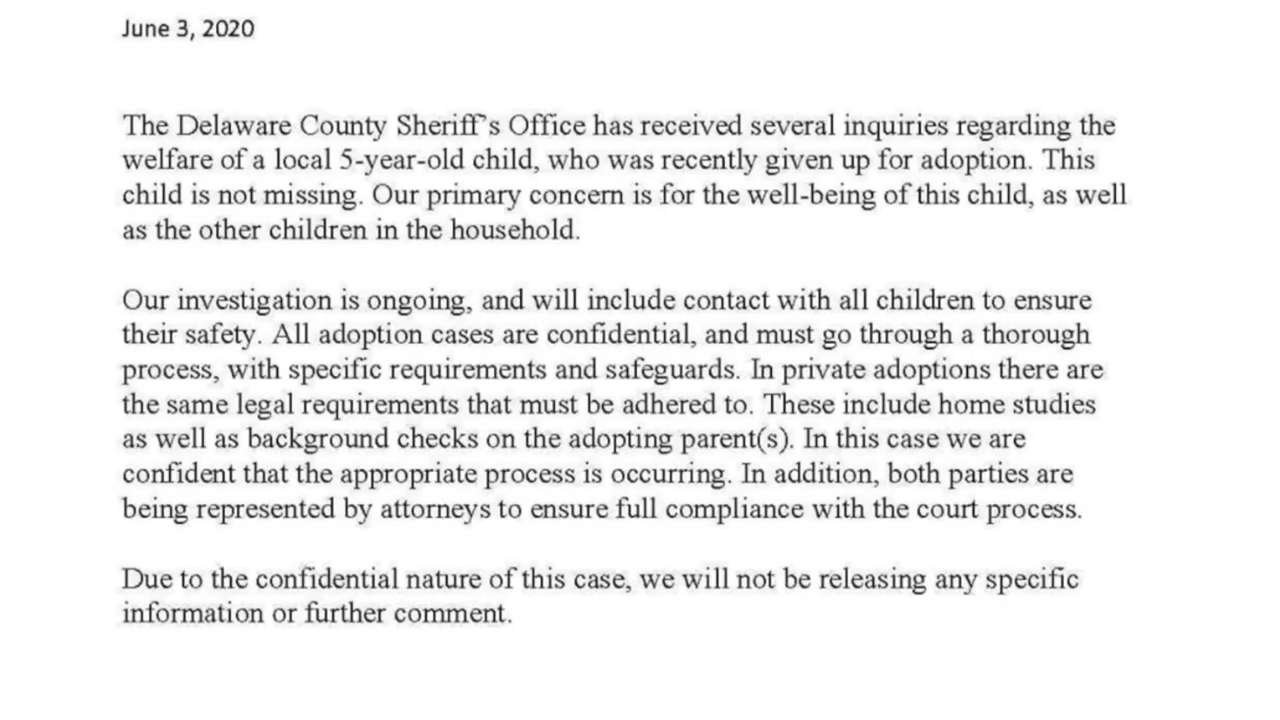 June 3, 2020
The Delaware County Sheriff's Office has received several inquiries regarding the
welfare of a local 5-year-old child, who was recently given up for adoption. This
child is not missing. Our primary concern is for the well-being of this child, as well
as the other children in the household.
Our investigation is ongoing, and will include contact with all children to ensure
their safety. All adoption cases are confidential, and must go through a thorough
process, with specific requirements and safeguards. In private adoptions there are
the same legal requirements that must be adhered to. These include home studies
as well as background checks on the adopting parent(s). In this case we are
confident that the appropriate process is occurring. In addition, both parties are
being represented by attorneys to ensure full compliance with the court process.
Due to the confidential nature of this case, we will not be releasing any specific
information or further comment.